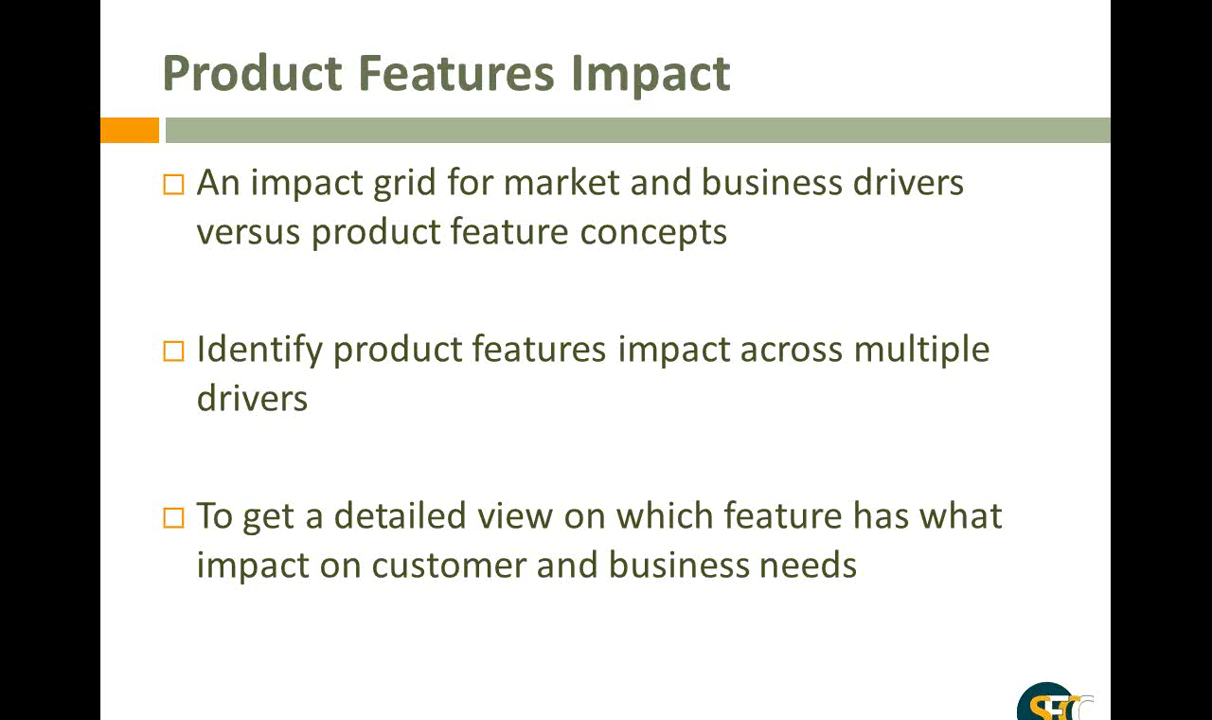 Product Features Impact
An impact grid for market and business drivers
versus product feature concepts
Identify product features impact across multiple
drivers
To get a detailed view on which feature has what
impact on customer and business needs